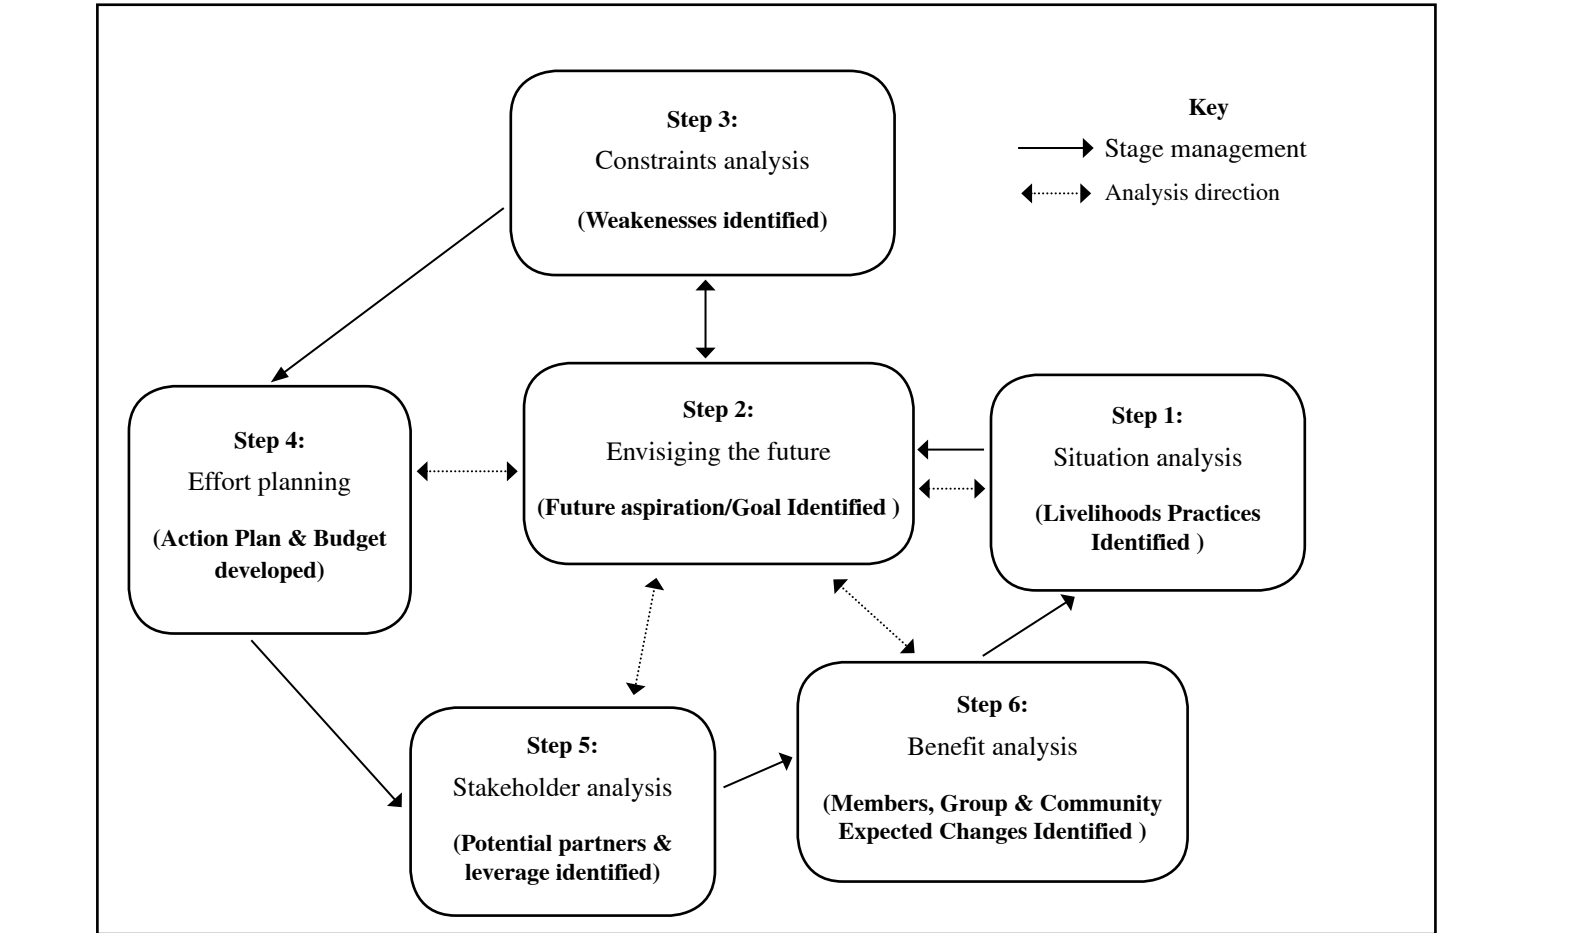 Step 3:
Constraints analysis
(Weakenesses identified)
Key
Stage management
Analysis direction
Step 4:
Effort planning
(Action Plan & Budget
developed)
Step 2:
Envisiging the future
(Future aspiration/Goal Identified )
Step 1:
Situation analysis
(Livelihoods Practices
Identified )
Step 5:
Stakeholder analysis
(Potential partners &
leverage identified)
Step 6:
Benefit analysis
(Members, Group & Community
Expected Changes Identified )